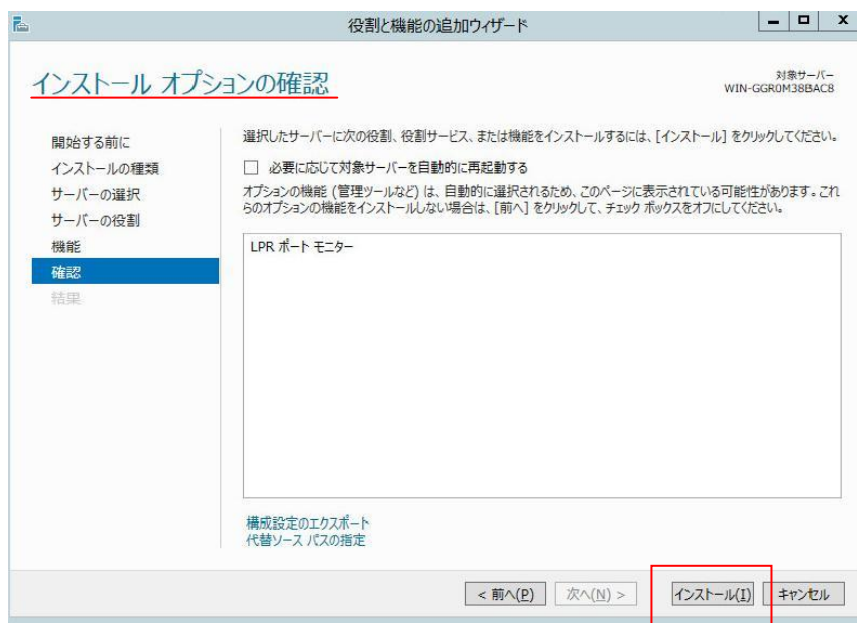 役割と機能の追加ウィザード
インストール オプションの確認
対象サーバー
WIN-GGR0M38BAC8
開始する前に
インストールの種類
サーバーの選択
サーバーの役割
機能
確認
結果
選択したサーバーに次の役割、役割サービス、または機能をインストールするには、[インストール] をクリックしてください。
必要に応じて対象サーバーを自動的に再起動する
オプションの機能 (管理ツールなど) は、自動的に選択されるため、このページに表示されている可能性があります。これ
らのオプションの機能をインストールしない場合は、[前へ] をクリックして、チェック ボックスをオフにしてください。
LPR ポート モニター
構成設定のエクスポート
代替ソース パスの指定
< 前へ(P)
次へ(N) >
インストール(I)
キャンセル